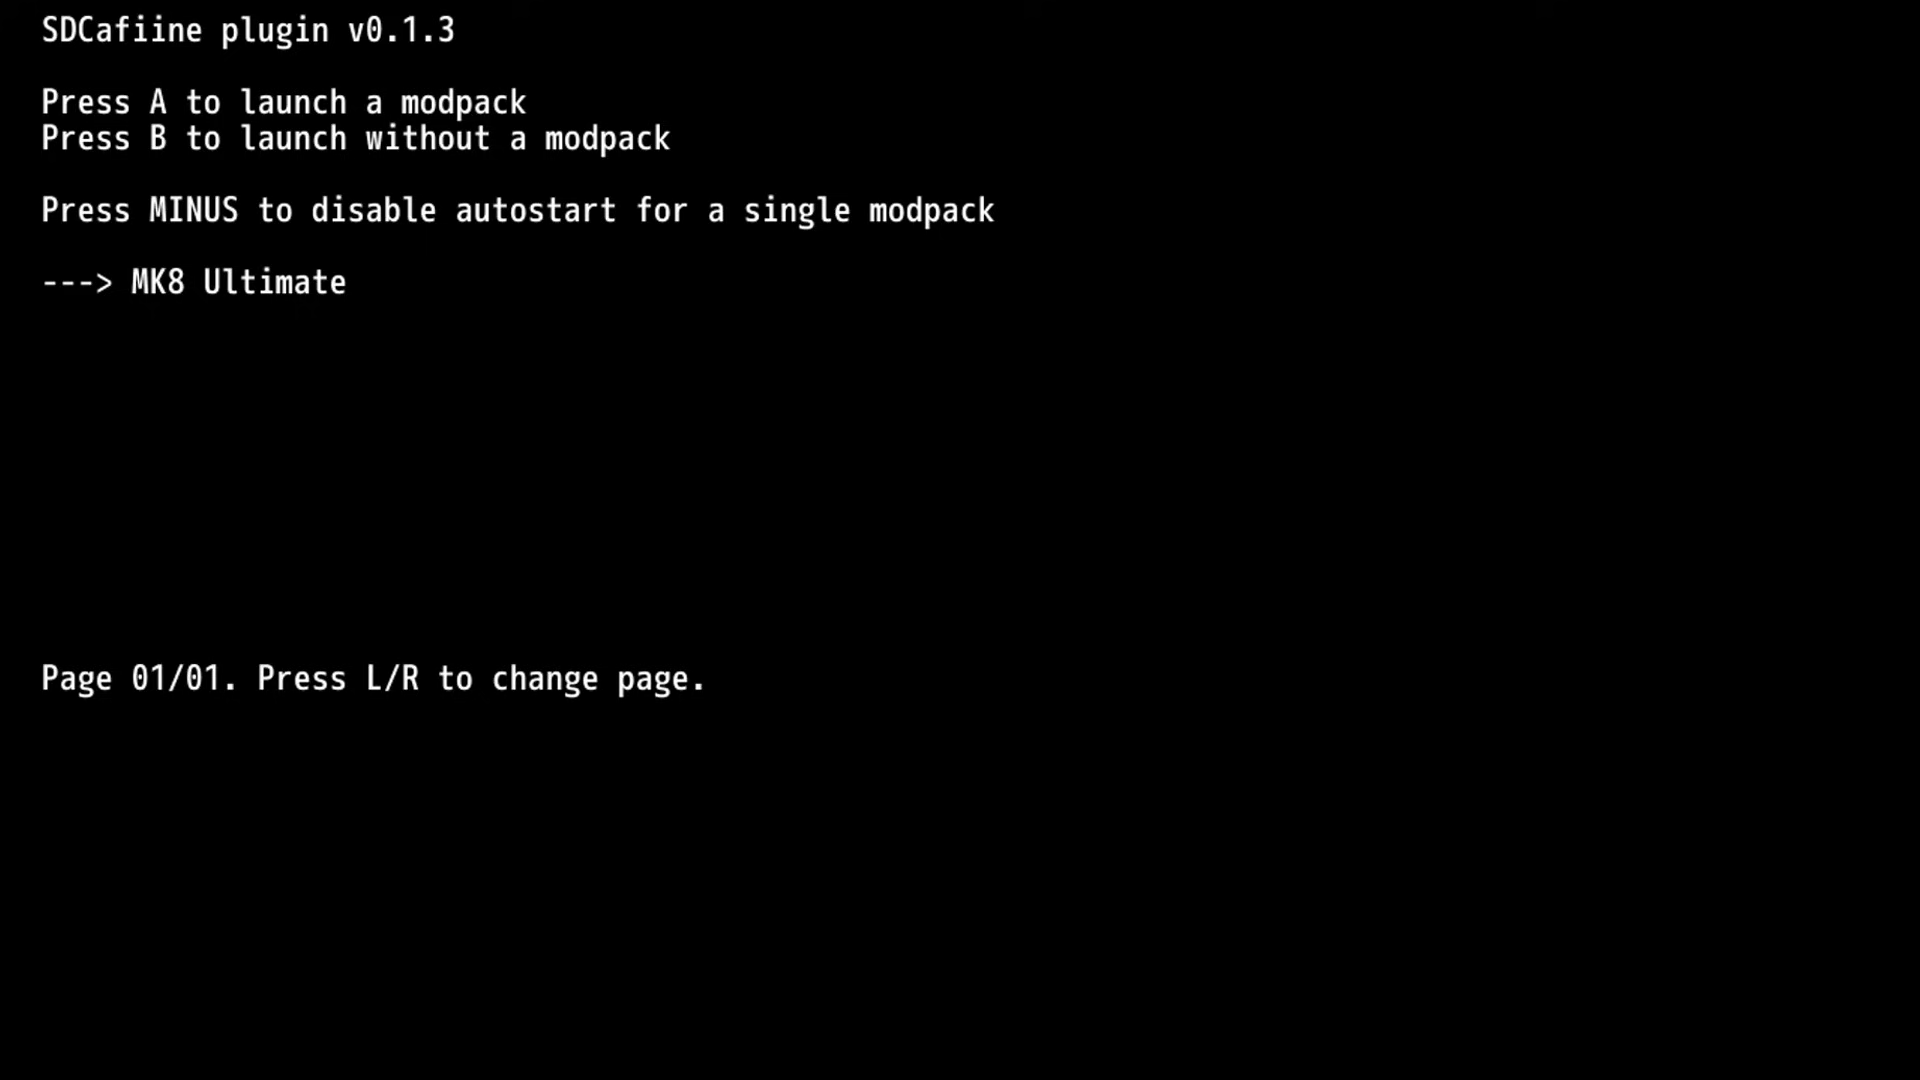 SDCafiine plugin v0.1.3
Press A to launch a modpack
Press B to launch without a modpack
Press MINUS to disable autostart for a single modpack
---> MK8 Ultimate
Page 01/01. Press L/R to change page.